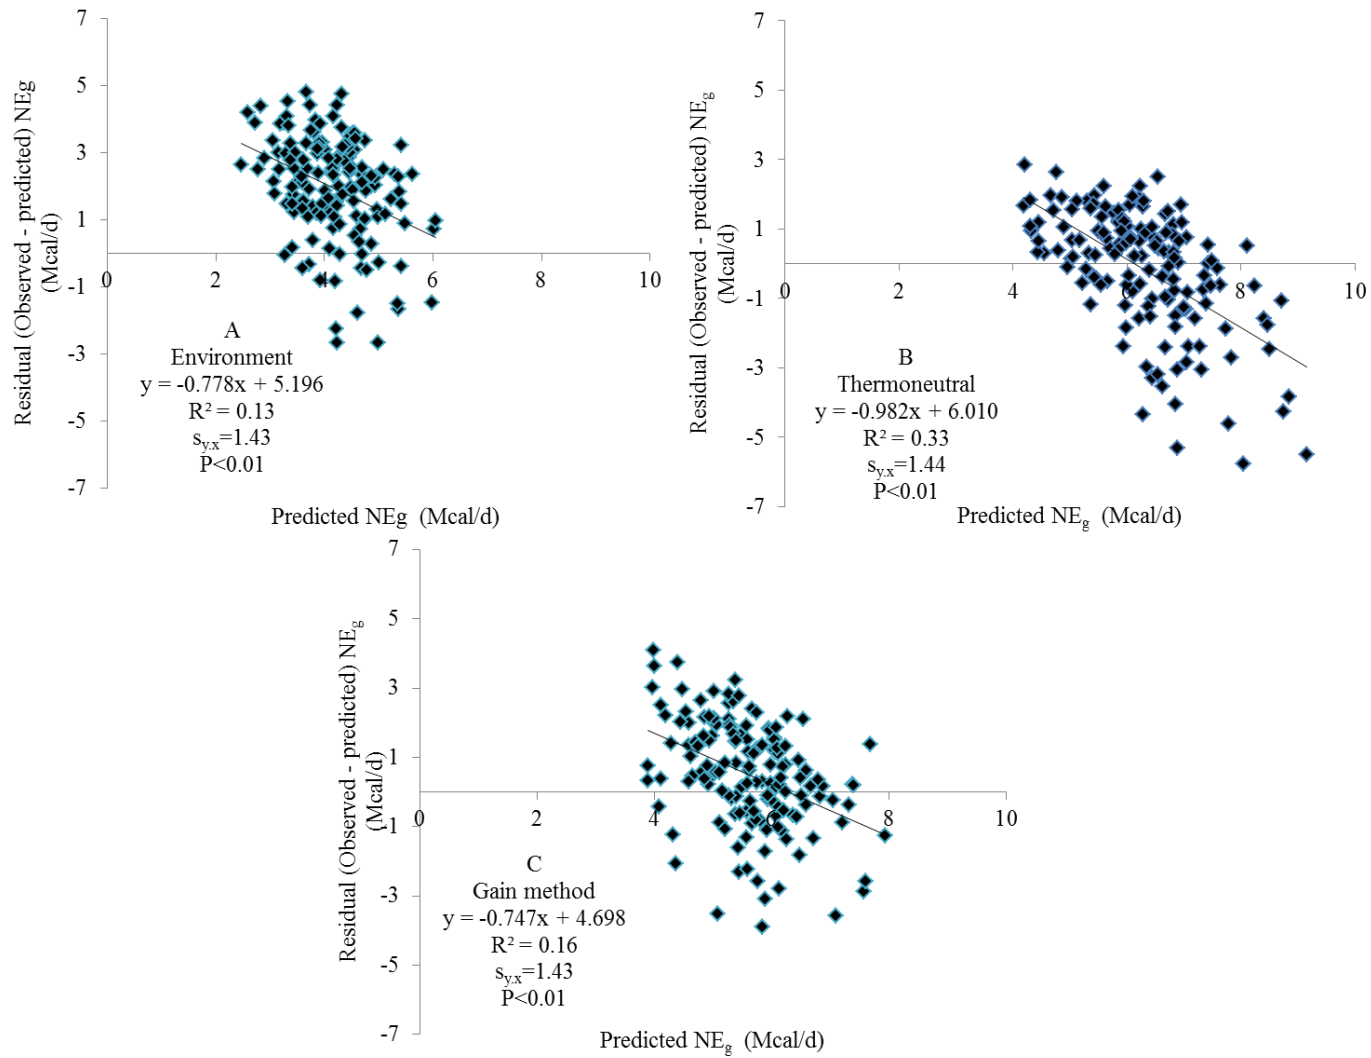 Residual (Observed - predicted) NEg
(Mcal/d)
7
5
3
1
-1
-3
-5
-7
0
2
4
6
8
10
A
Environment
y = -0.778x + 5.196
R² = 0.13
sy.x=1.43
P<0.01
Predicted NEg (Mcal/d)
Residual (Observed - predicted) NEg
(Mcal/d)
7
5
3
1
-1
-3
-5
-7
0
2
4
6
8
10
B
Thermoneutral
y = -0.982x + 6.010
R² = 0.33
sy.x=1.44
P<0.01
Predicted NEg (Mcal/d)
Residual (Observed - predicted) NEg
(Mcal/d)
7
5
3
1
-1
-3
-5
-7
0
2
4
6
8
10
C
Gain method
y = -0.747x + 4.698
R² = 0.16
sy.x=1.43
P<0.01
Predicted NEg (Mcal/d)